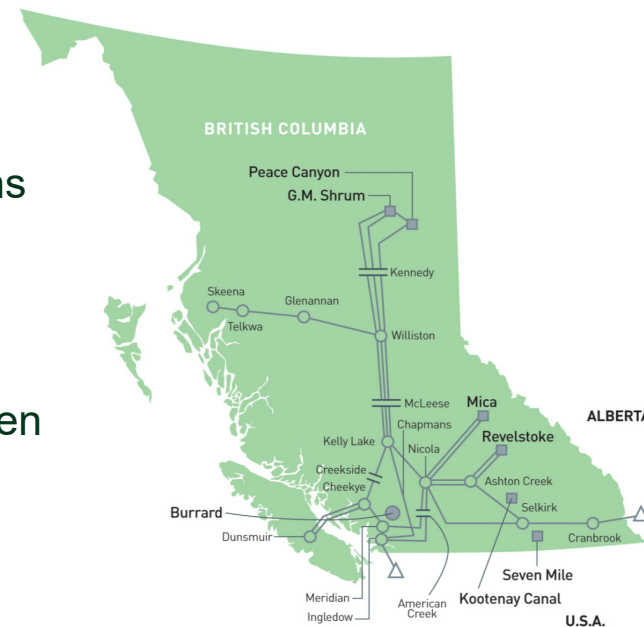 BRITISH COLUMBIA
Peace Canyon
G.M. Shrum
Kennedy
Skeena
Glenannan
Telkwa
Williston
McLeese
Mica
Chapmans
ALBERTA
Kelly Lake
Nicola
Revelstoke
Creekside
Ashton Creek
Cheekye
Selkirk
Burrard
Dunsmuir
Cranbrook
Seven Mile
Meridian
American
Creek
Kootenay Canal
Ingledow
U.S.A.